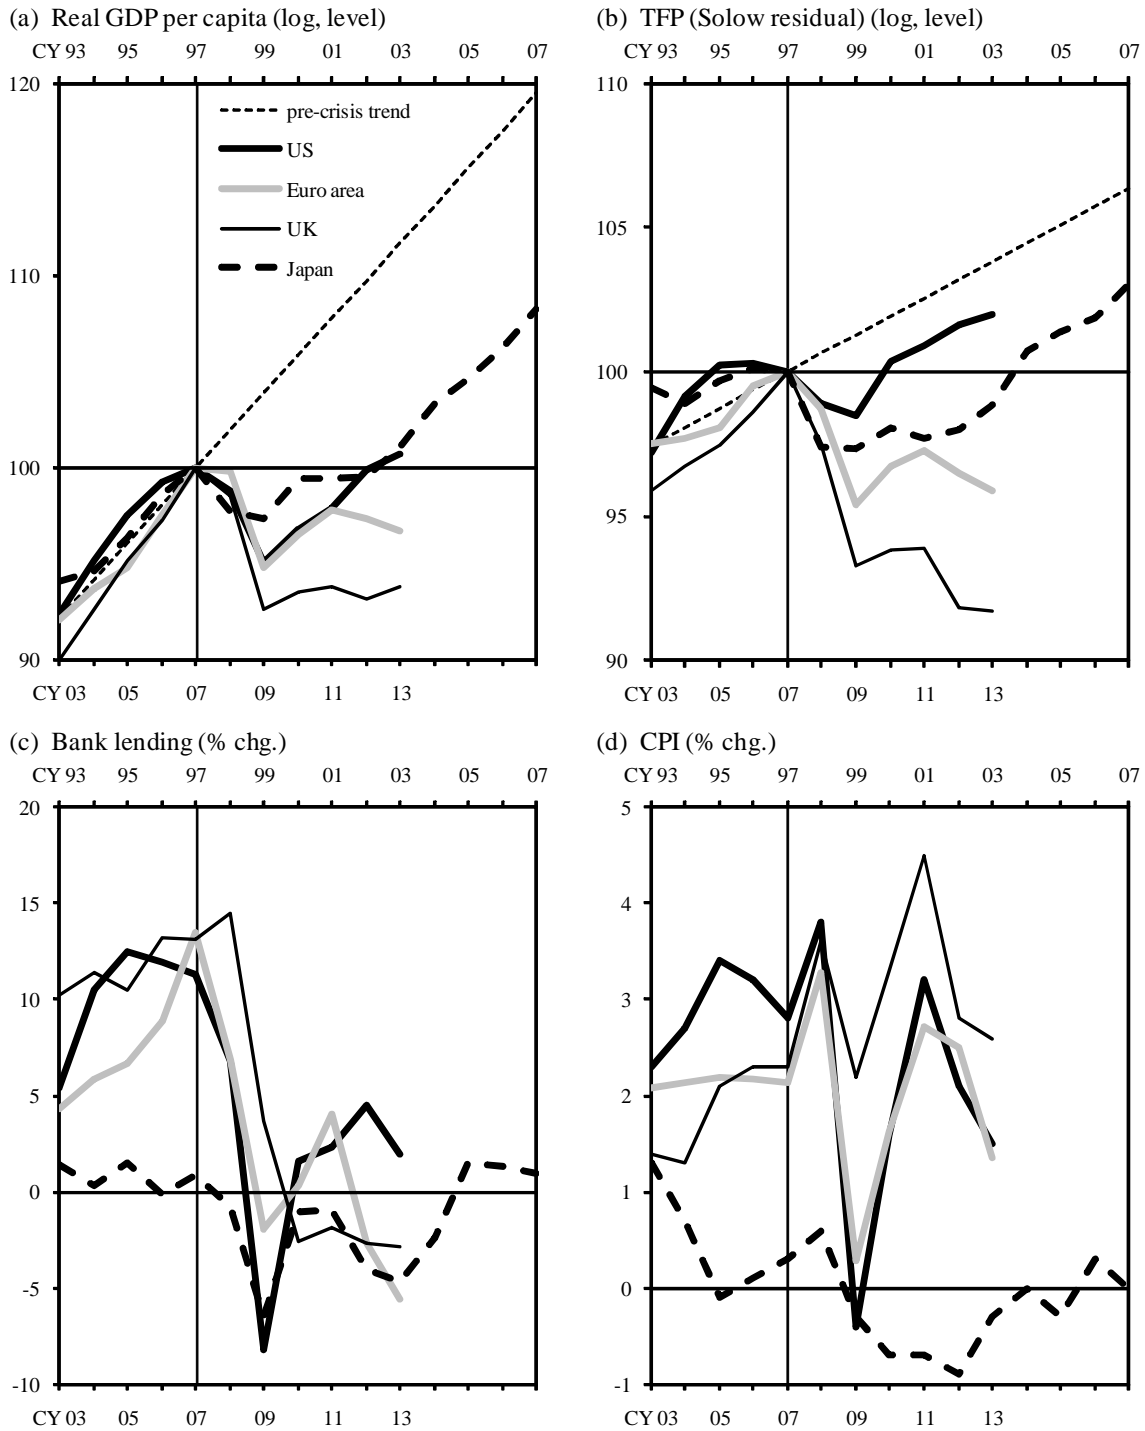 (a) Real GDP per capita (log, level)
CY 93 95 97 99 01 03 05 07
120
110
100
90
pre-crisis trend
US
Euro area
UK
Japan
CY 03 05 07 09 11 13
(b) TFP (Solow residual) (log, level)
CY 93 95 97 99 01 03 05 07
110
105
100
95
90
CY 03 05 07 09 11 13
(c) Bank lending (% chg.)
CY 93 95 97 99 01 03 05 07
20
15
10
5
0
-5
-10
CY 03 05 07 09 11 13
(d) CPI (% chg.)
CY 93 95 97 99 01 03 05 07
5
4
3
2
1
0
-1
CY 03 05 07 09 11 13